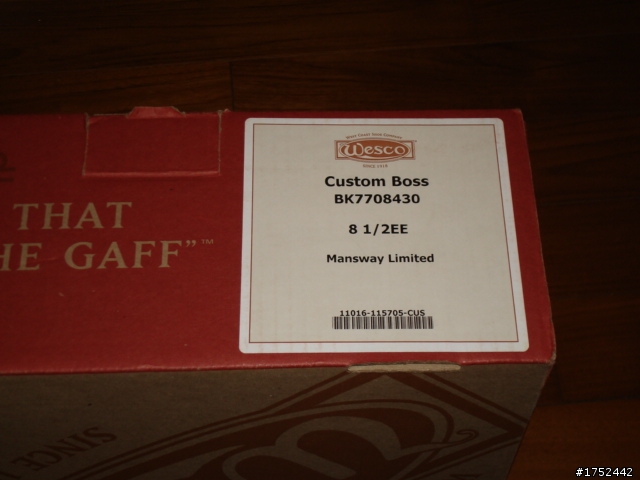 THAT
HE GAFF”™
West Coast Shoe Company
Wesco
SINCE 1918
Custom Boss
BK7708430
8 1/2EE
Mansway Limited
11016-115705-CUS
SINCE
#1752442